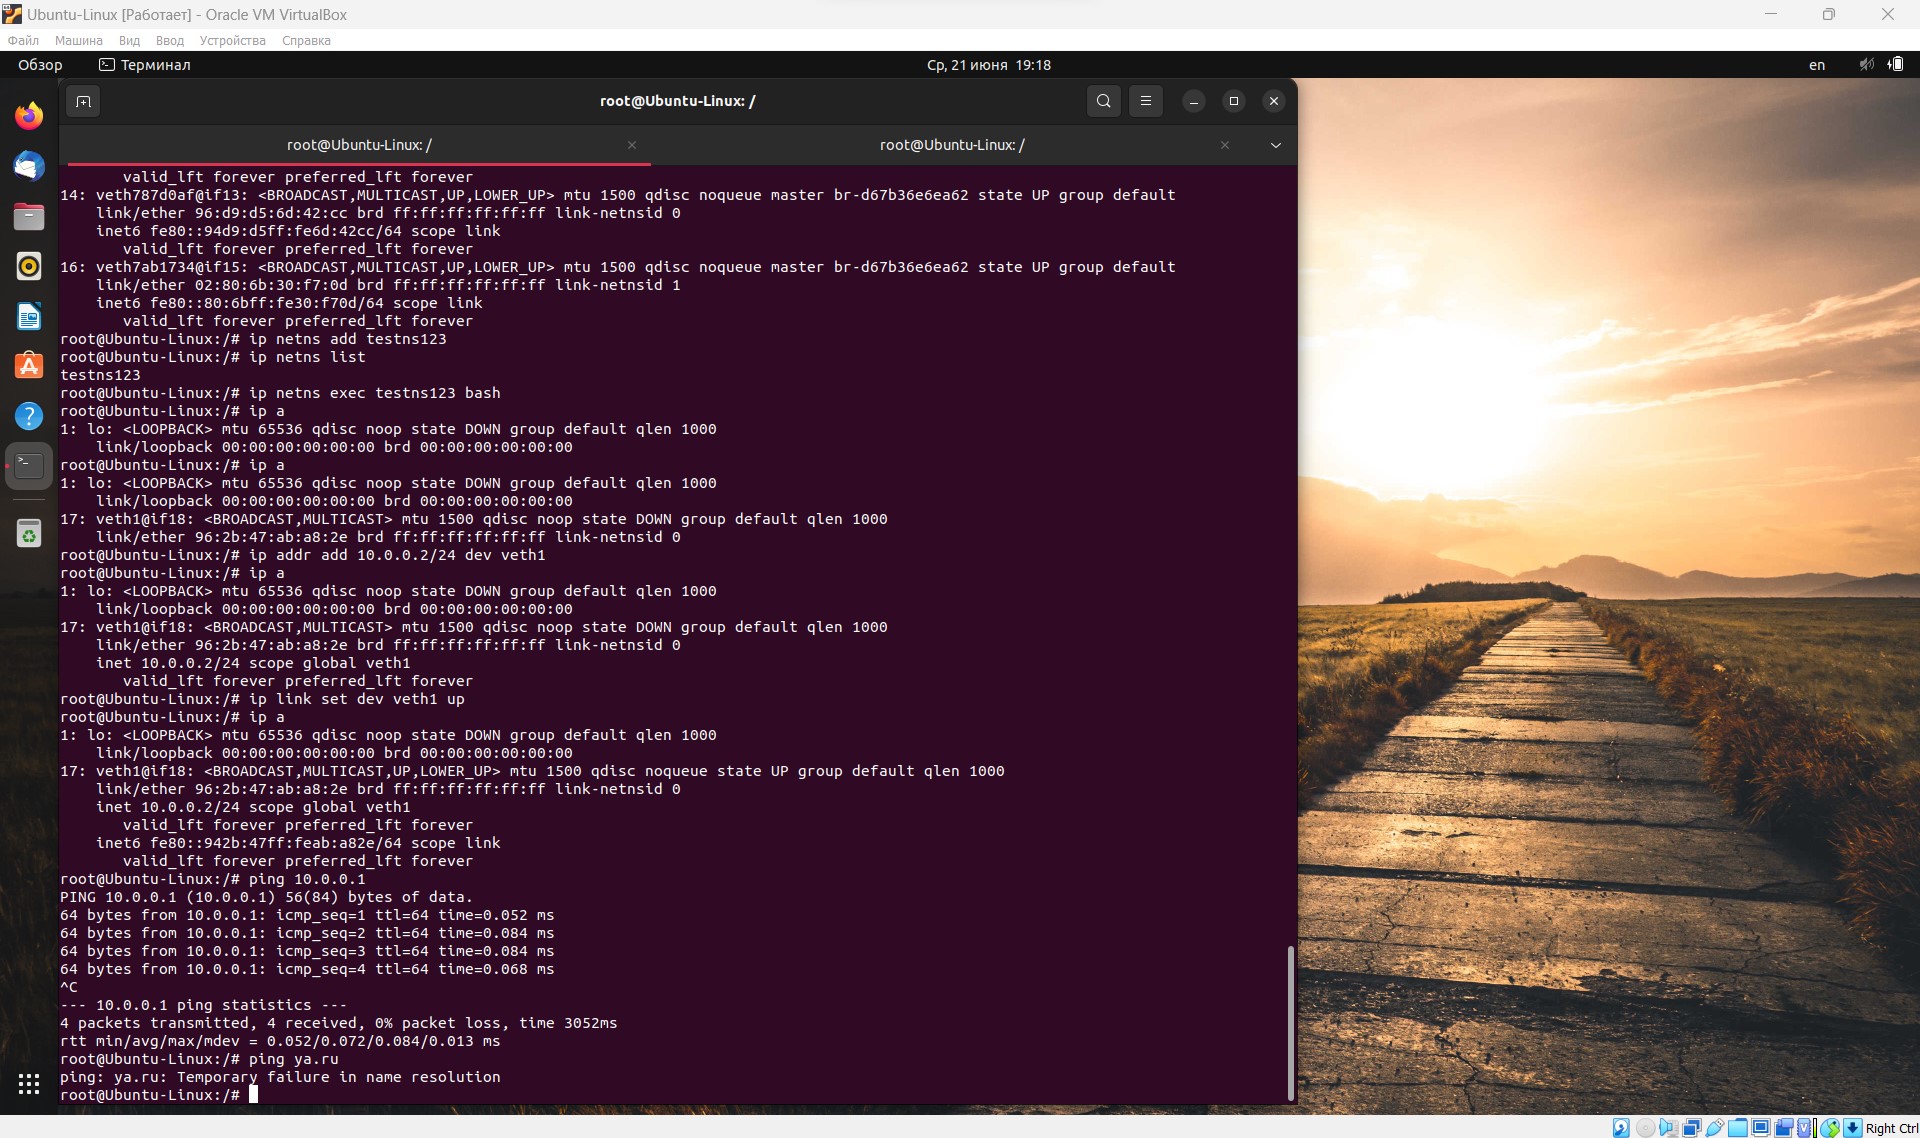 Ubuntu-Linux [Работает] - Oracle VM VirtualBox
Файл Машина Вид Ввод Устройства Справка
Обзор Терминал Ср, 21 июня 19:18 en
root@Ubuntu-Linux: /
root@Ubuntu-Linux: / root@Ubuntu-Linux: /
       valid_lft forever preferred_lft forever
14: veth787d0af@if13: <BROADCAST,MULTICAST,UP,LOWER_UP> mtu 1500 qdisc noqueue master br-d67b36e6ea62 state UP group default
    link/ether 96:d9:d5:6d:42:cc brd ff:ff:ff:ff:ff:ff link-netnsid 0
    inet6 fe80::94d9:d5ff:fe6d:42cc/64 scope link
       valid_lft forever preferred_lft forever
16: veth7ab1734@if15: <BROADCAST,MULTICAST,UP,LOWER_UP> mtu 1500 qdisc noqueue master br-d67b36e6ea62 state UP group default
    link/ether 02:80:6b:30:f7:0d brd ff:ff:ff:ff:ff:ff link-netnsid 1
    inet6 fe80::80:6bff:fe30:f70d/64 scope link
       valid_lft forever preferred_lft forever
root@Ubuntu-Linux:/# ip netns add testns123
root@Ubuntu-Linux:/# ip netns list
testns123
root@Ubuntu-Linux:/# ip netns exec testns123 bash
root@Ubuntu-Linux:/# ip a
1: lo: <LOOPBACK> mtu 65536 qdisc noop state DOWN group default qlen 1000
    link/loopback 00:00:00:00:00:00 brd 00:00:00:00:00:00
root@Ubuntu-Linux:/# ip a
1: lo: <LOOPBACK> mtu 65536 qdisc noop state DOWN group default qlen 1000
    link/loopback 00:00:00:00:00:00 brd 00:00:00:00:00:00
17: veth1@if18: <BROADCAST,MULTICAST> mtu 1500 qdisc noop state DOWN group default qlen 1000
    link/ether 96:2b:47:ab:a8:2e brd ff:ff:ff:ff:ff:ff link-netnsid 0
root@Ubuntu-Linux:/# ip addr add 10.0.0.2/24 dev veth1
root@Ubuntu-Linux:/# ip a
1: lo: <LOOPBACK> mtu 65536 qdisc noop state DOWN group default qlen 1000
    link/loopback 00:00:00:00:00:00 brd 00:00:00:00:00:00
17: veth1@if18: <BROADCAST,MULTICAST> mtu 1500 qdisc noop state DOWN group default qlen 1000
    link/ether 96:2b:47:ab:a8:2e brd ff:ff:ff:ff:ff:ff link-netnsid 0
    inet 10.0.0.2/24 scope global veth1
       valid_lft forever preferred_lft forever
root@Ubuntu-Linux:/# ip link set dev veth1 up
root@Ubuntu-Linux:/# ip a
1: lo: <LOOPBACK> mtu 65536 qdisc noop state DOWN group default qlen 1000
    link/loopback 00:00:00:00:00:00 brd 00:00:00:00:00:00
17: veth1@if18: <BROADCAST,MULTICAST,UP,LOWER_UP> mtu 1500 qdisc noqueue state UP group default qlen 1000
    link/ether 96:2b:47:ab:a8:2e brd ff:ff:ff:ff:ff:ff link-netnsid 0
    inet 10.0.0.2/24 scope global veth1
       valid_lft forever preferred_lft forever
    inet6 fe80::942b:47ff:feab:a82e/64 scope link
       valid_lft forever preferred_lft forever
root@Ubuntu-Linux:/# ping 10.0.0.1
PING 10.0.0.1 (10.0.0.1) 56(84) bytes of data.
64 bytes from 10.0.0.1: icmp_seq=1 ttl=64 time=0.052 ms
64 bytes from 10.0.0.1: icmp_seq=2 ttl=64 time=0.084 ms
64 bytes from 10.0.0.1: icmp_seq=3 ttl=64 time=0.084 ms
64 bytes from 10.0.0.1: icmp_seq=4 ttl=64 time=0.068 ms
^C
--- 10.0.0.1 ping statistics ---
4 packets transmitted, 4 received, 0% packet loss, time 3052ms
rtt min/avg/max/mdev = 0.052/0.072/0.084/0.013 ms
root@Ubuntu-Linux:/# ping ya.ru
ping: ya.ru: Temporary failure in name resolution
root@Ubuntu-Linux:/#
Right Ctrl